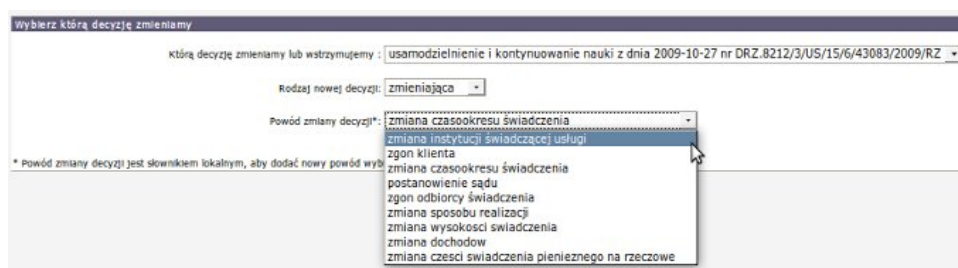 Wybierz którą decyzję zmieniamy
Którą decyzję zmieniamy lub wstrzymujemy : usamodzielnienie i kontynuowanie nauki z dnia 2009-10-27 nr DRZ.8212/3/US/15/6/43083/2009/RZ
Rodzaj nowej decyzji: zmieniająca
Powód zmiany decyzji*: zmiana czasookresu świadczenia
zmiana instytucji świadczącej usługi
zgon klienta
* Powód zmiany decyzji jest słownikiem lokalnym, aby dodać nowy powód wyb
zmiana czasookresu świadczenia
postanowienie sądu
zgon odbiorcy świadczenia
zmiana sposobu realizacji
zmiana wysokosci swiadczenia
zmiana dochodow
zmiana czesci swiadczenia pienieznego na rzeczowe